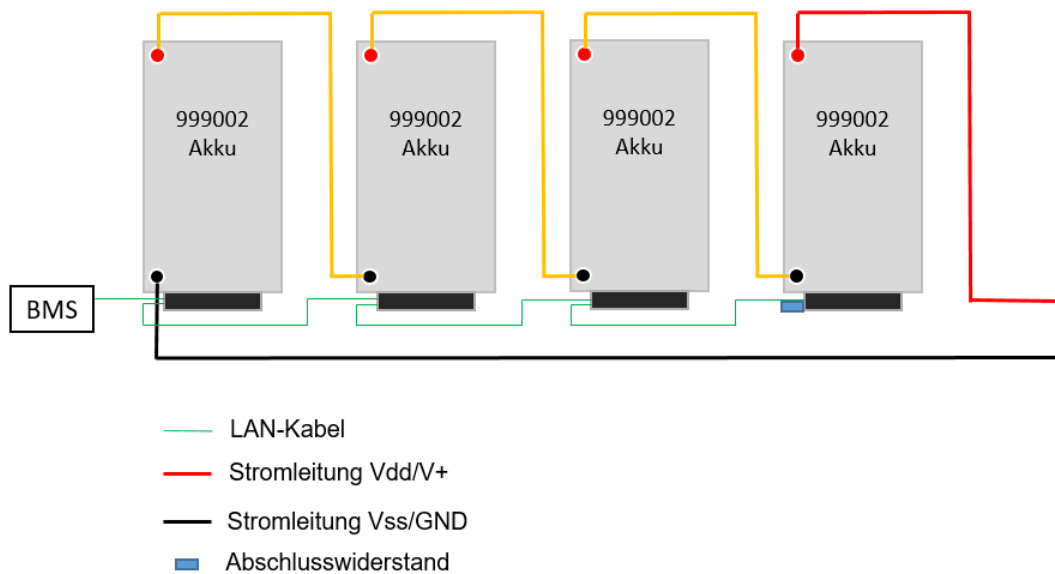 999002
Akku
999002
Akku
999002
Akku
999002
Akku
BMS
LAN-Kabel
Stromleitung Vdd/V+
Stromleitung Vss/GND
Abschlusswiderstand